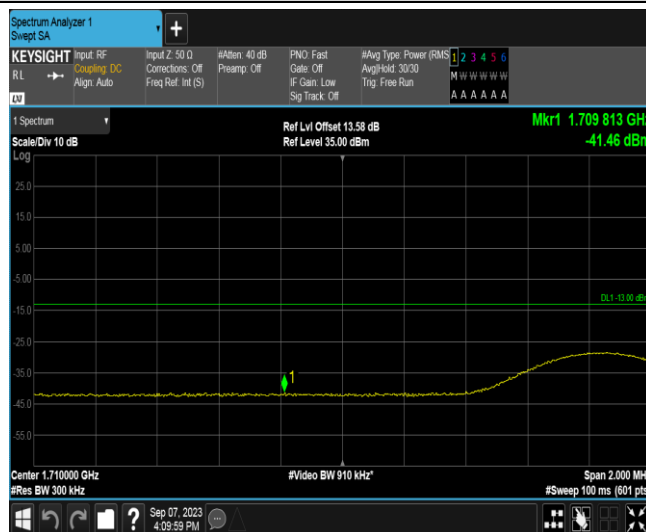 Spectrum Analyzer 1
Swept SA
KEYSIGHT
RL
LXI
Input: RF
Coupling: DC
Align: Auto
Input Z: 50 Ω
Corrections: Off
Freq Ref: Int (S)
#Atten: 40 dB
Preamp: Off
PNO: Fast
Gate: Off
IF Gain: Low
Sig Track: Off
#Avg Type: Power (RMS
Avg|Hold: 30/30
Trig: Free Run
1 2 3 4 5 6
M W W W W W
A A A A A A
1 Spectrum
Scale/Div 10 dB
Ref Lvl Offset 13.58 dB
Ref Level 35.00 dBm
Mkr1 1.709 813 GHz
-41.46 dBm
Log
25.0
15.0
5.00
-5.00
-15.0
-25.0
-35.0
-45.0
-55.0
DL1 -13.00 dBm
1
Center 1.710000 GHz
#Res BW 300 kHz
#Video BW 910 kHz*
Span 2.000 MH
#Sweep 100 ms (601 pts
?
Sep 07, 2023
4:09:59 PM